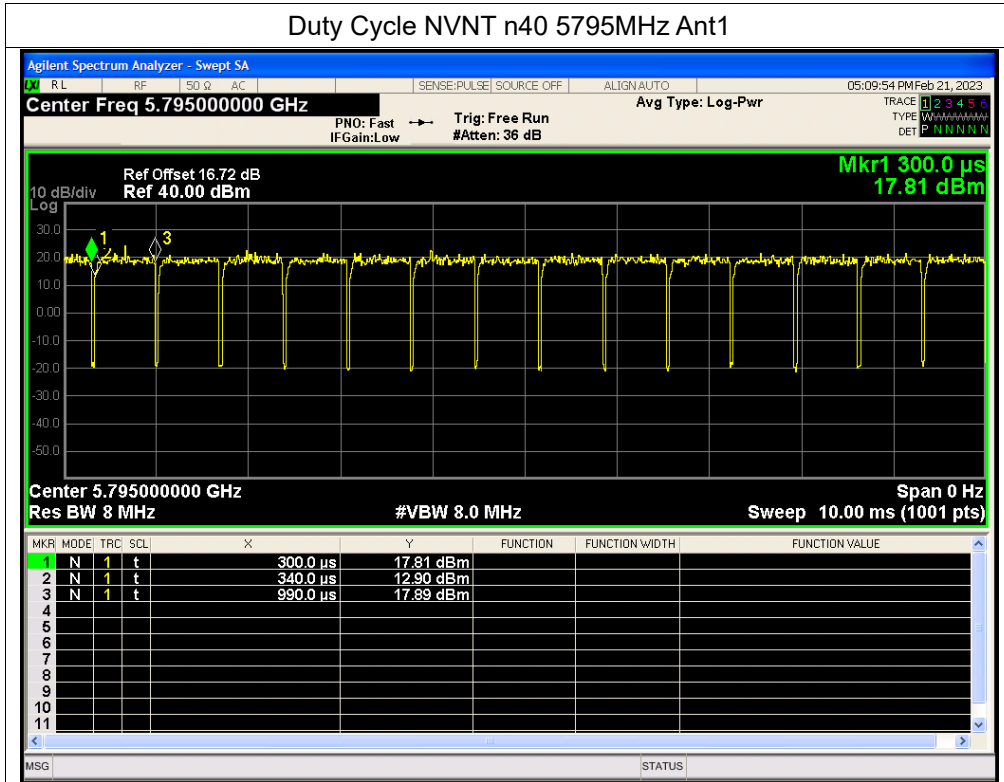 Duty Cycle NVNT n40 5795MHz Ant1
Agilent Spectrum Analyzer - Swept SA
LXI RL RF 50 Ω AC SENSE:PULSE SOURCE OFF ALIGNAUTO 05:09:54 PMFeb 21, 2023
Center Freq 5.795000000 GHz Avg Type: Log-Pwr TRACE 1 2 3 4 5 6
PNO: Fast Trig: Free Run TYPE W
IFGain:Low #Atten: 36 dB DET P N N N N N
Mkr1 300.0 µs
17.81 dBm
Ref Offset 16.72 dB
10 dB/div Ref 40.00 dBm
Log
30.0
1 2 3
20.0
10.0
0.00
-10.0
-20.0
-30.0
-40.0
-50.0
Center 5.795000000 GHz Span 0 Hz
Res BW 8 MHz #VBW 8.0 MHz Sweep 10.00 ms (1001 pts)
MKR MODE TRC SCL X Y FUNCTION FUNCTION WIDTH FUNCTION VALUE
1 N 1 t 300.0 µs 17.81 dBm
2 N 1 t 340.0 µs 12.90 dBm
3 N 1 t 990.0 µs 17.89 dBm
4
5
6
7
8
9
10
11
MSG STATUS